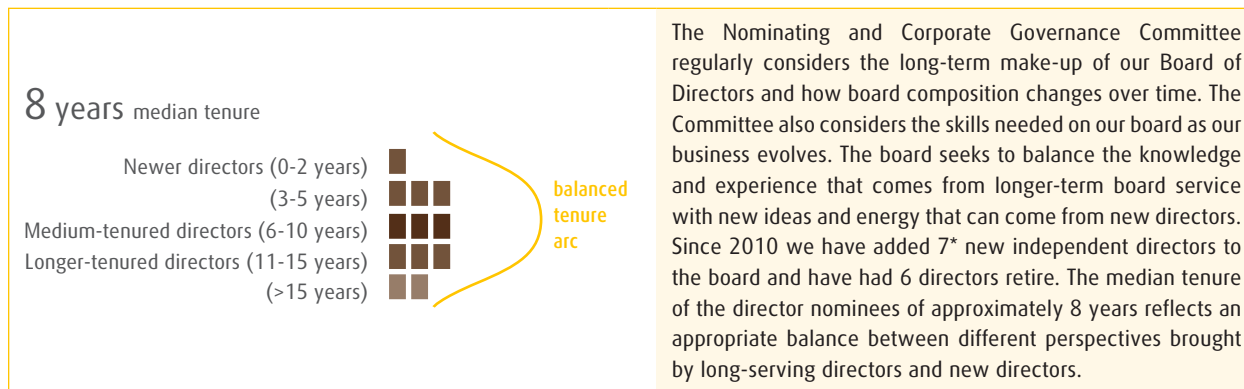 8 years median tenure
Newer directors (0-2 years)
(3-5 years)
Medium-tenured directors (6-10 years)
Longer-tenured directors (11-15 years)
(>15 years)
balanced
tenure
arc
The Nominating and Corporate Governance Committee
regularly considers the long-term make-up of our Board of
Directors and how board composition changes over time. The
Committee also considers the skills needed on our board as our
business evolves. The board seeks to balance the knowledge
and experience that comes from longer-term board service
with new ideas and energy that can come from new directors.
Since 2010 we have added 7* new independent directors to
the board and have had 6 directors retire. The median tenure
of the director nominees of approximately 8 years reflects an
appropriate balance between different perspectives brought
by long-serving directors and new directors.